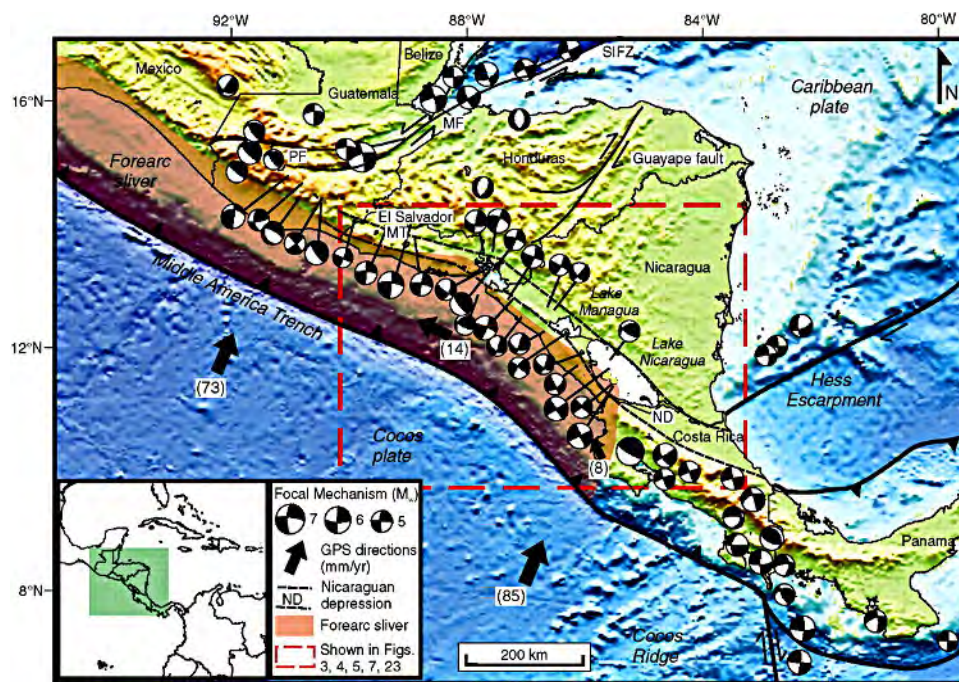 92°W
88°W
84°W
80°W
Mexico
Belize
SIFZ
Guatemala
Caribbean
plate
N
16°N
MF
Forearc
sliver
PF
Honduras
Guayape fault
El Salvador
MT
Nicaragua
Middle America Trench
Lake
Managua
Lake
Nicaragua
12°N
(14)
(73)
Hess
Escarpment
ND
Costa Rica
Cocos
plate
(8)
Panama
8°N
(85)
Cocos
Ridge
200 km
Focal Mechanism (Mw)
7 6 5
GPS directions
(mm/yr)
Nicaraguan
depression
ND
Forearc sliver
Shown in Figs.
3, 4, 5, 7, 23